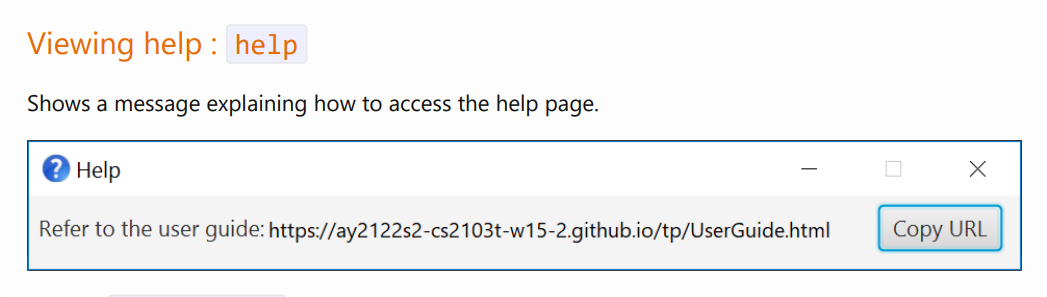 Viewing help : help
Shows a message explaining how to access the help page.
Help
Refer to the user guide: https://ay2122s2-cs2103t-w15-2.github.io/tp/UserGuide.html Copy URL